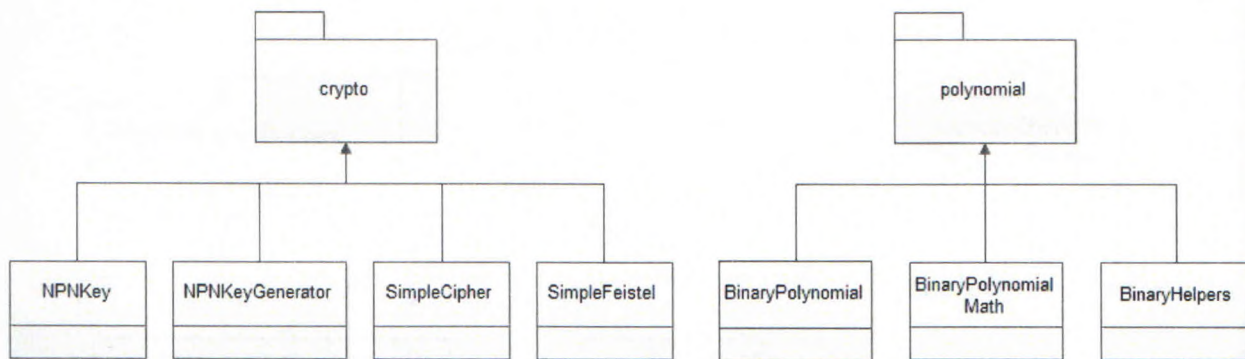 crypto
polynomial
NPNKey
NPNKeyGenerator
SimpleCipher
SimpleFeistel
BinaryPolynomial
BinaryPolynomial
Math
BinaryHelpers